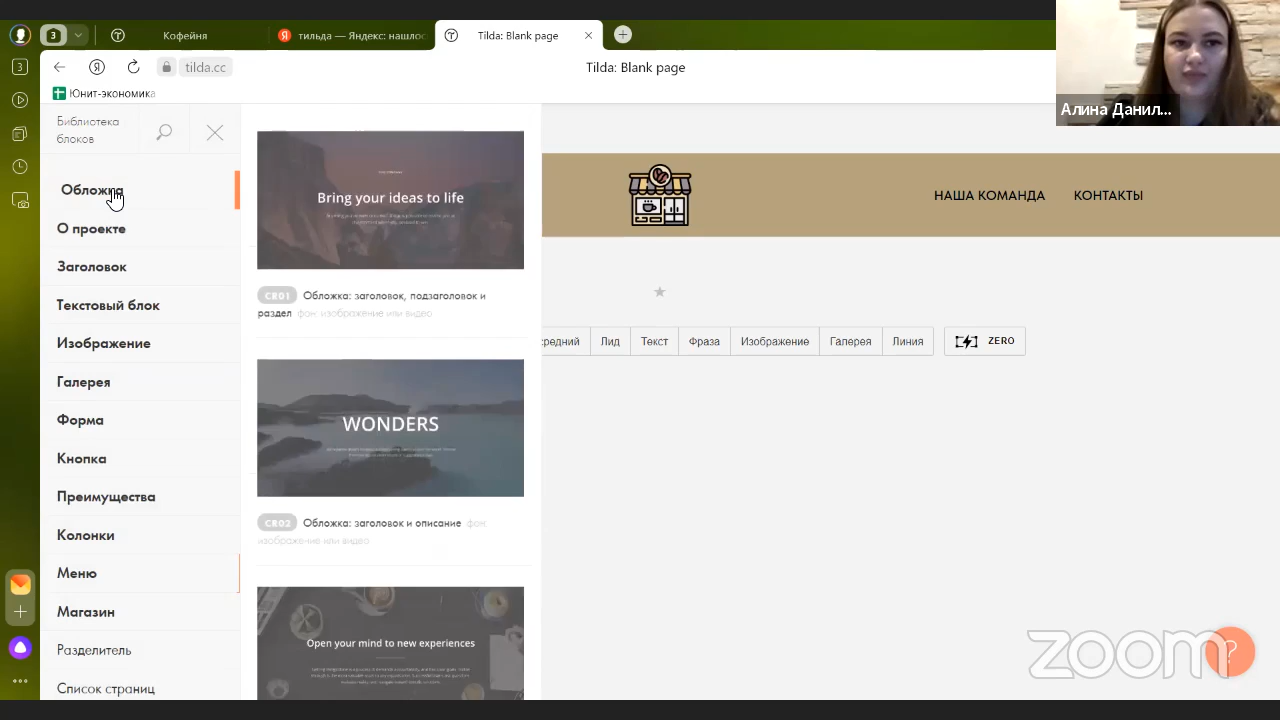 3
Кофейня
тильда — Яндекс: нашлос
Tilda: Blank page
3
tilda.cc
Tilda: Blank page
Юнит-экономика
Алина Данил...
Библиотека
блоков
Обложка
О проекте
Заголовок
Текстовый блок
Изображение
Галерея
Форма
Кнопка
Преимущества
Колонки
Меню
Магазин
Разделитель
Список страниц
Bring your ideas to life
CR01 Обложка: заголовок, подзаголовок и
раздел фон: изображение или видео
WONDERS
CR02 Обложка: заголовок и описание фон:
изображение или видео
Open your mind to new experiences
НАША КОМАНДА КОНТАКТЫ
средний Лид Текст Фраза Изображение Галерея Линия ZERO
zoom
?